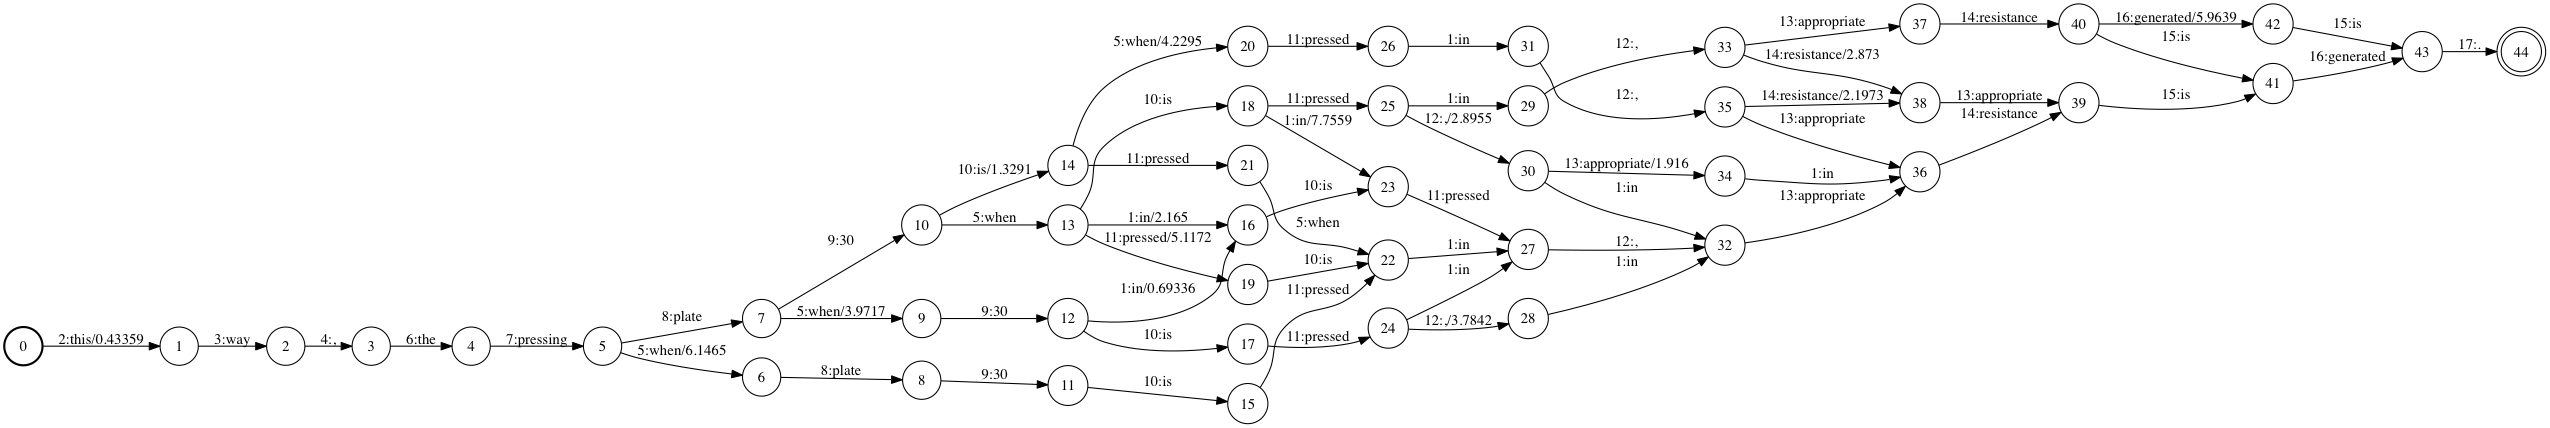 0 2:this/0.43359 1 3:way 2 4:, 3 6:the 4 7:pressing 5
8:plate 7
5:when/6.1465 6
9:30 10
5:when/3.9717 9
8:plate 8
10:is/1.3291 14
5:when 13
9:30 12
9:30 11
5:when/4.2295 20
11:pressed 21
10:is 18
1:in/2.165 16
11:pressed/5.1172 19
1:in/0.69336
10:is 17
10:is 15
11:pressed 26
11:pressed 25
1:in/7.7559 23
10:is
5:when 22
10:is
11:pressed
11:pressed 24
1:in 31
1:in 29
12:,/2.8955 30
11:pressed 27
1:in
1:in
12:,/3.7842 28
12:, 33
12:, 35
13:appropriate/1.916 34
1:in 32
12:,
1:in
13:appropriate 37
14:resistance/2.873 38
14:resistance/2.1973
13:appropriate 36
1:in
13:appropriate
14:resistance 40
13:appropriate 39
14:resistance
16:generated/5.9639 42
15:is 41
15:is
15:is 43
16:generated
17:. 44